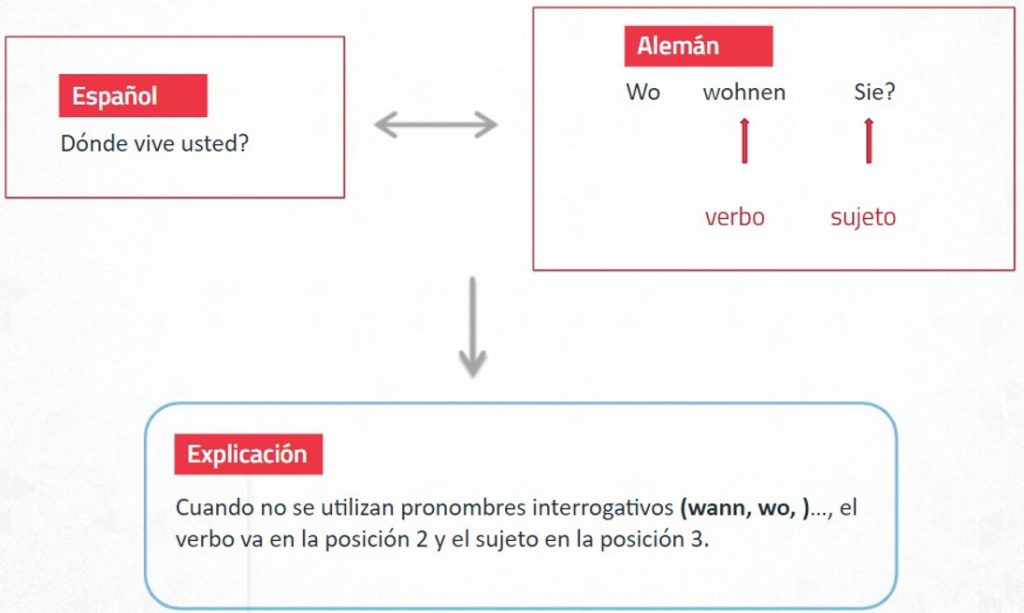 Español
Dónde vive usted?
Alemán
Wo wohnen Sie?
verbo sujeto
Explicación
Cuando no se utilizan pronombres interrogativos (wann, wo, )..., el
verbo va en la posición 2 y el sujeto en la posición 3.